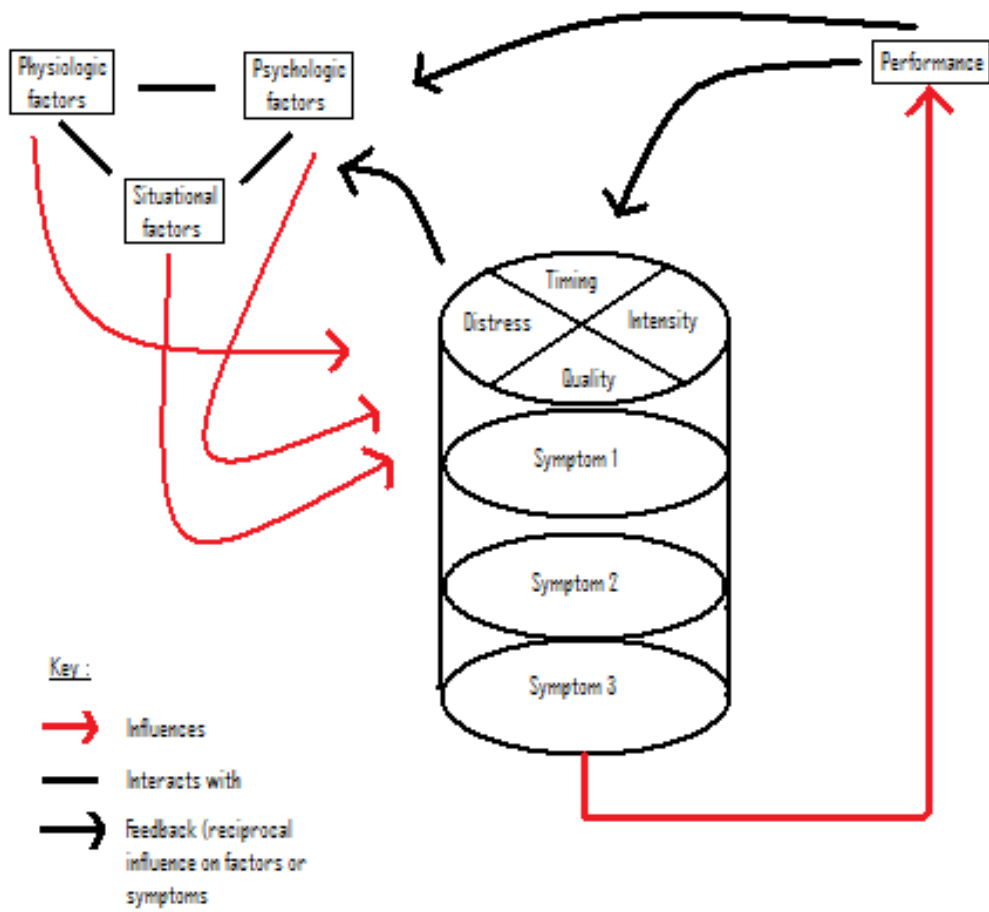 Physiologic
factors
Psychologic
factors
Performance
Situational
factors
Timing
Distress
Intensity
Quality
Symptom 1
Symptom 2
Symptom 3
Key :
Influences
Interacts with
Feedback (reciprocal
influence on factors or
symptoms